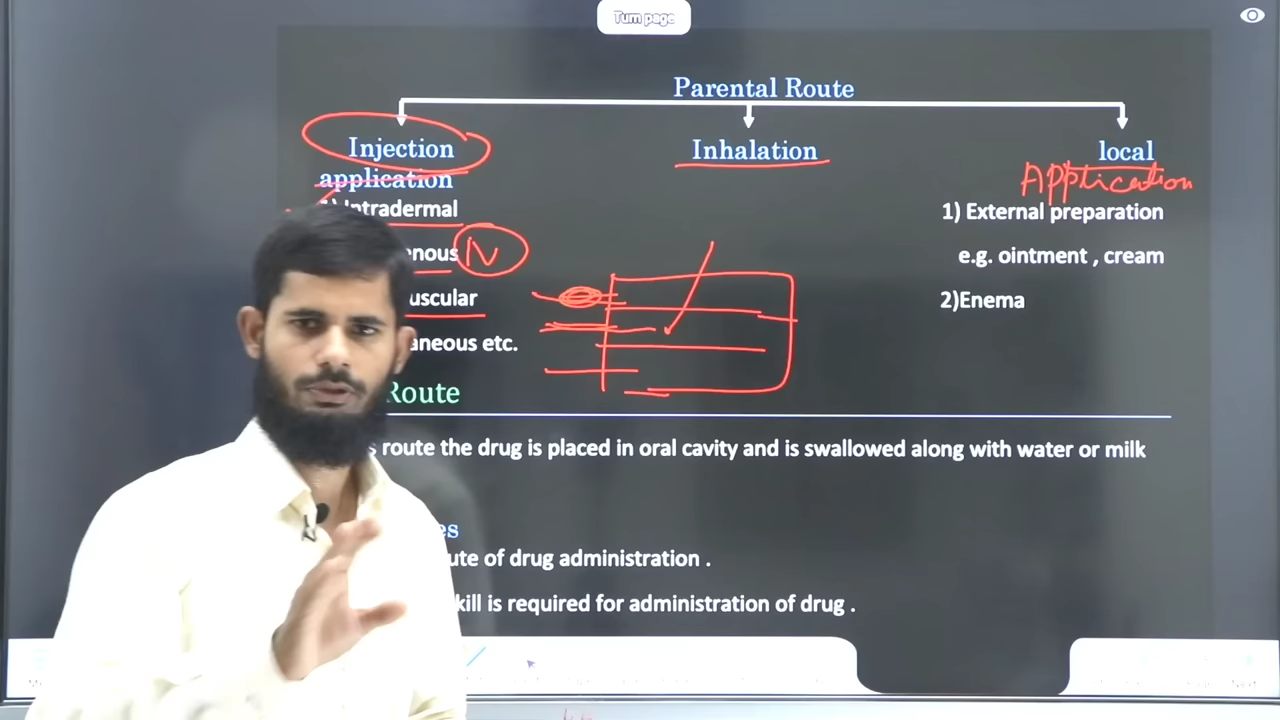 Turn page
Parental Route
Injection
application
Inhalation
local
Application
1) Intradermal
1) External preparation
enous IV
e.g. ointment , cream
uscular
2)Enema
aneous etc.
Route
s route the drug is placed in oral cavity and is swallowed along with water or milk
es
ute of drug administration .
kill is required for administration of drug .